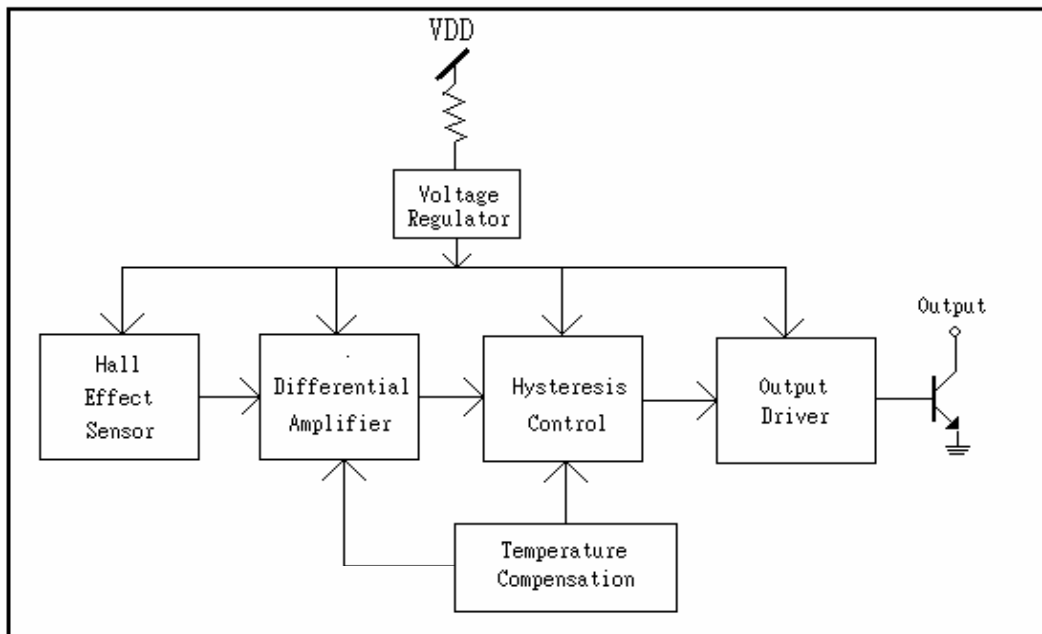 VDD
Voltage
Regulator
Output
Hall
Effect
Sensor
Differential
Amplifier
Hysteresis
Control
Output
Driver
Temperature
Compensation